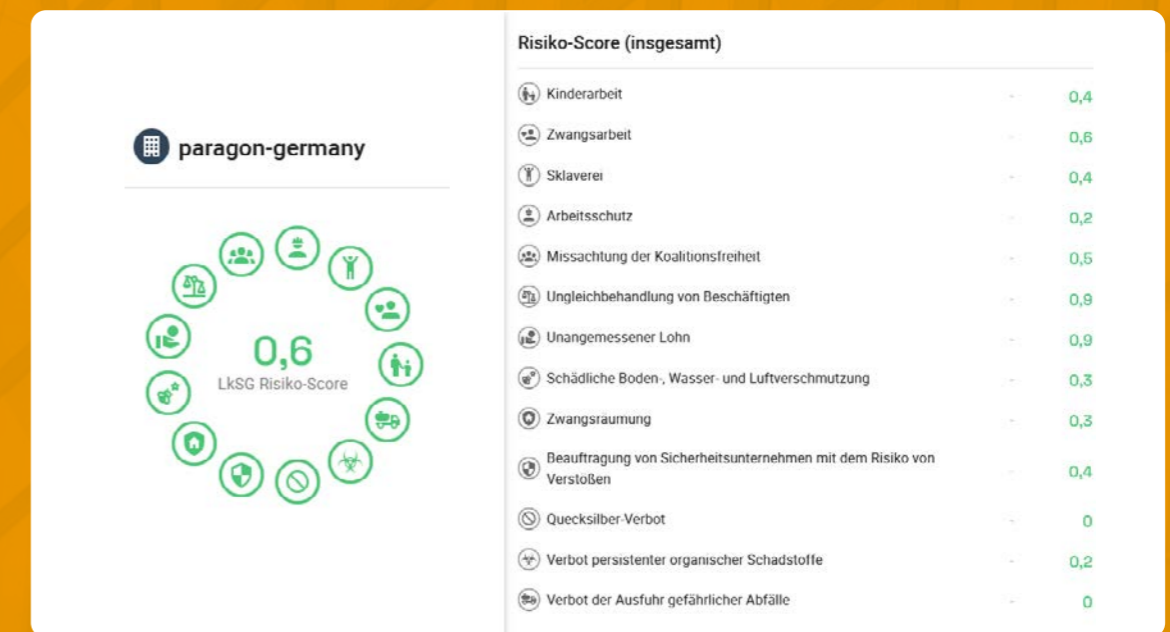 paragon-germany
0,6
LkSG Risiko-Score
Risiko-Score (insgesamt)
Kinderarbeit - 0,4
Zwangsarbeit - 0,6
Sklaverei - 0,4
Arbeitsschutz - 0,2
Missachtung der Koalitionsfreiheit - 0,5
Ungleichbehandlung von Beschäftigten - 0,9
Unangemessener Lohn - 0,9
Schädliche Boden-, Wasser- und Luftverschmutzung - 0,3
Zwangsräumung - 0,3
Beauftragung von Sicherheitsunternehmen mit dem Risiko von
Verstoßen - 0,4
Quecksilber-Verbot - 0
Verbot persistenter organischer Schadstoffe - 0,2
Verbot der Ausfuhr gefährlicher Abfälle - 0